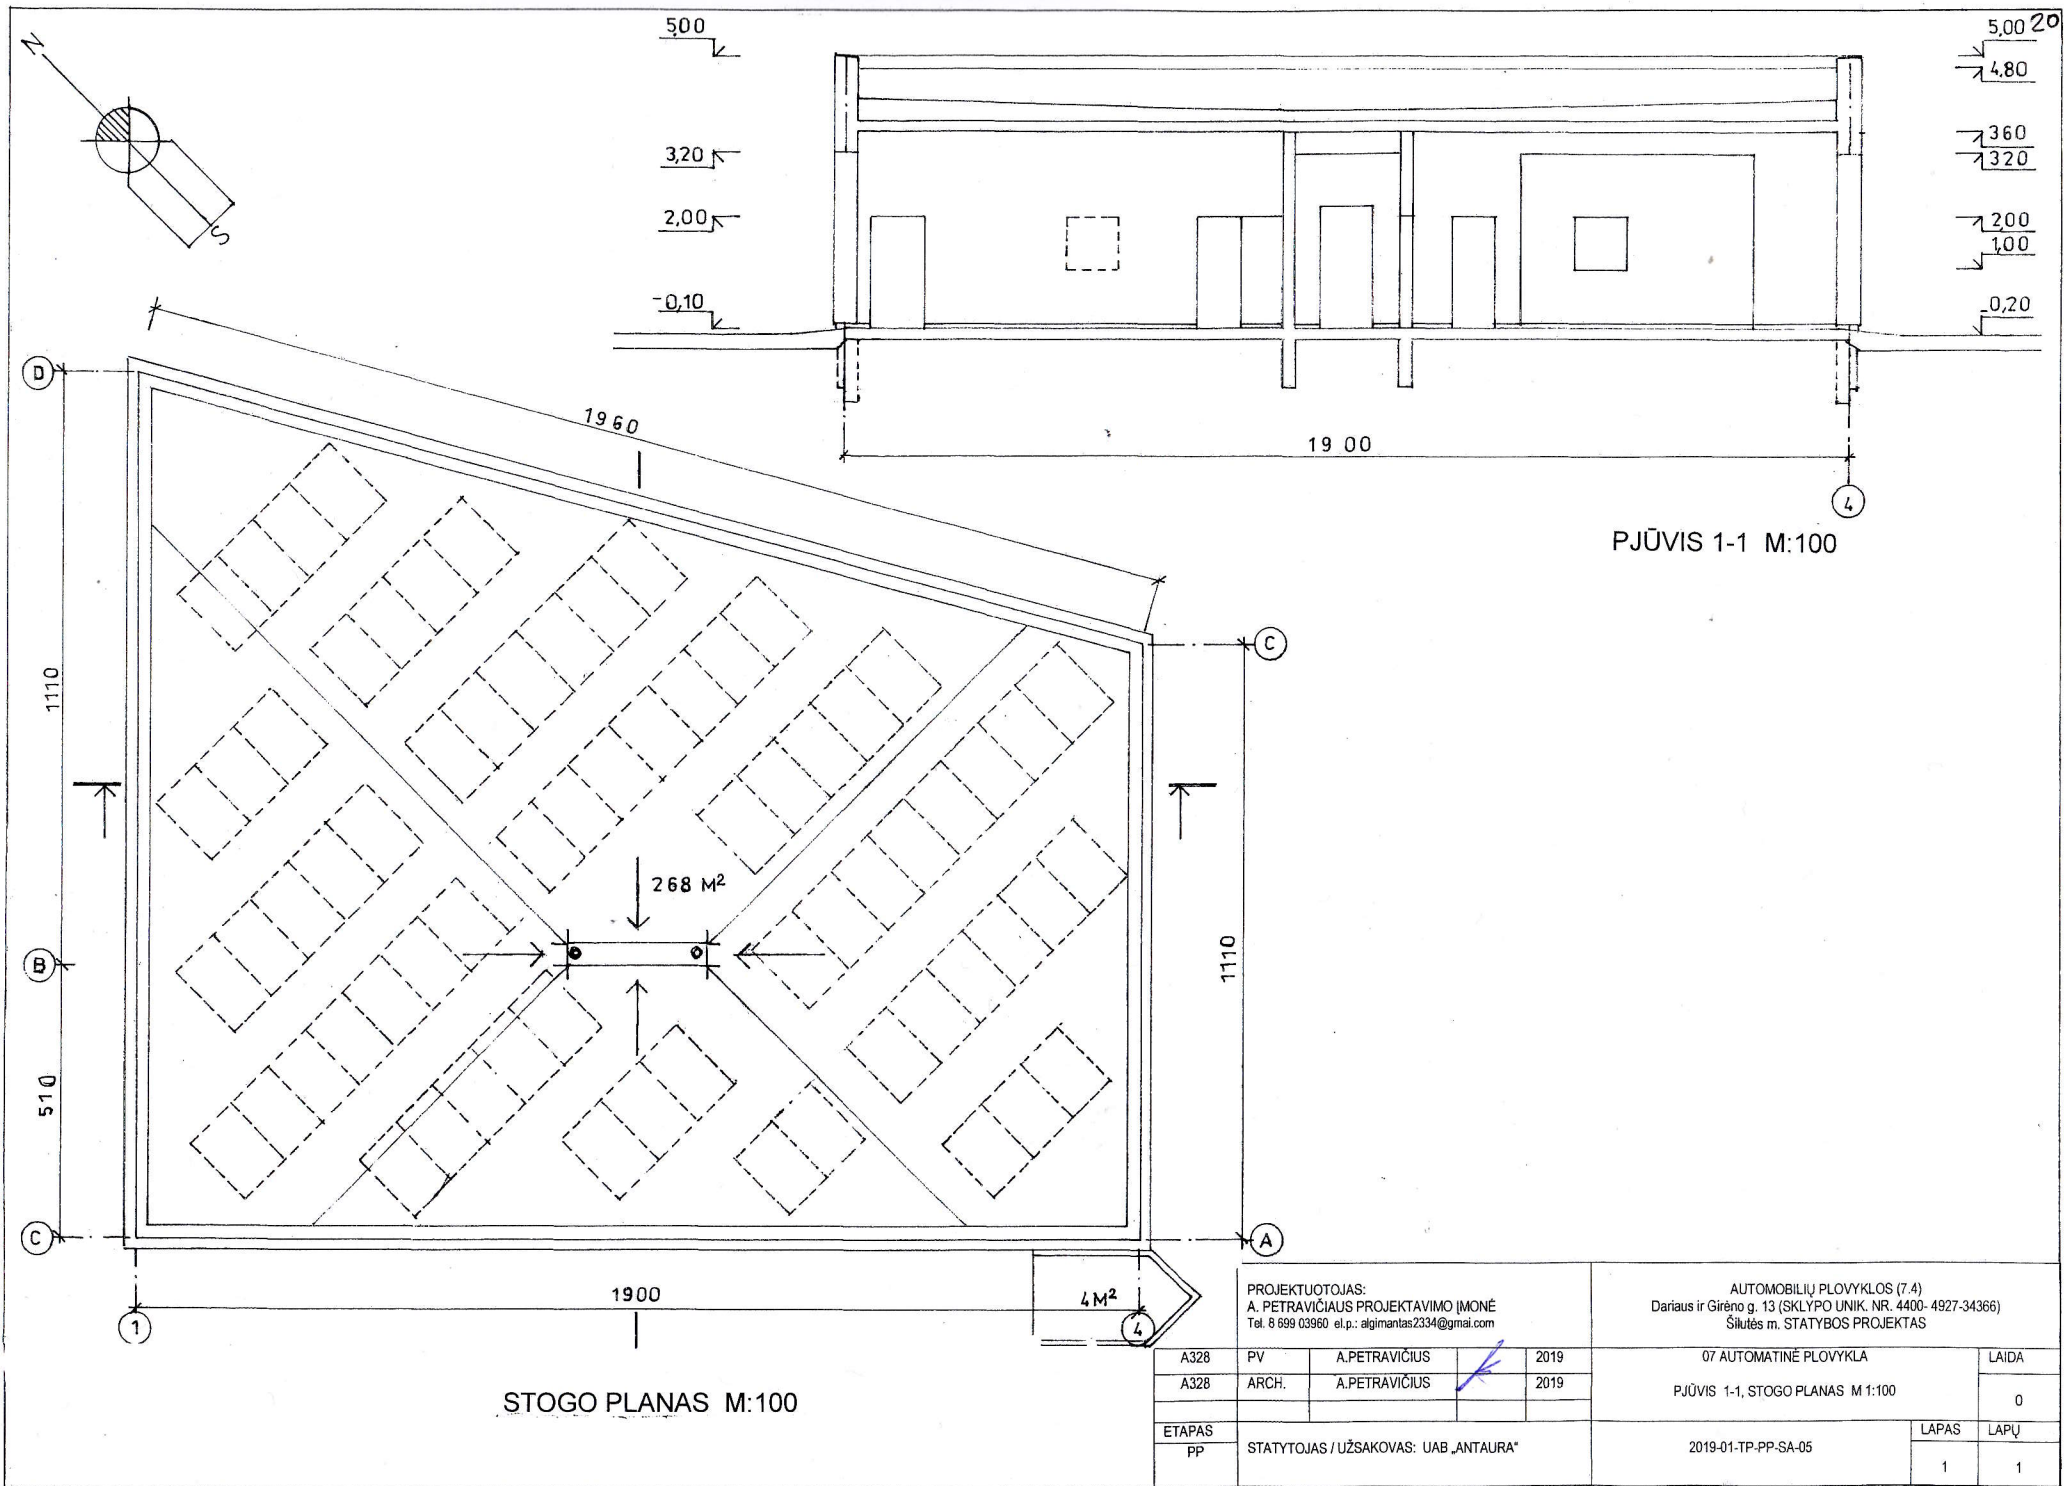 20
N
S
5,00
3,20
2,00
-0,10
5,00
4,80
360
320
2,00
1,00
-0,20
1900
4
PJŪVIS 1-1 M:100
D
B
C
1110
510
1960
268 M²
C
A
1110
1900
4M²
1
4
STOGO PLANAS M:100
PROJEKTUOTOJAS:
A. PETRAVIČIAUS PROJEKTAVIMO ĮMONĖ
Tel. 8 699 03960 el.p.: algimantas2334@gmai.com
AUTOMOBILIŲ PLOVYKLOS (7.4)
Dariaus ir Girėno g. 13 (SKLYPO UNIK. NR. 4400- 4927-34366)
Šilutės m. STATYBOS PROJEKTAS
A328 PV A.PETRAVIČIUS 2019
A328 ARCH. A.PETRAVIČIUS 2019
07 AUTOMATINĖ PLOVYKLA
PJŪVIS 1-1, STOGO PLANAS M 1:100
LAIDA
0
ETAPAS
PP
STATYTOJAS / UŽSAKOVAS: UAB „ANTAURA"
2019-01-TP-PP-SA-05
LAPAS
1
LAPŲ
1